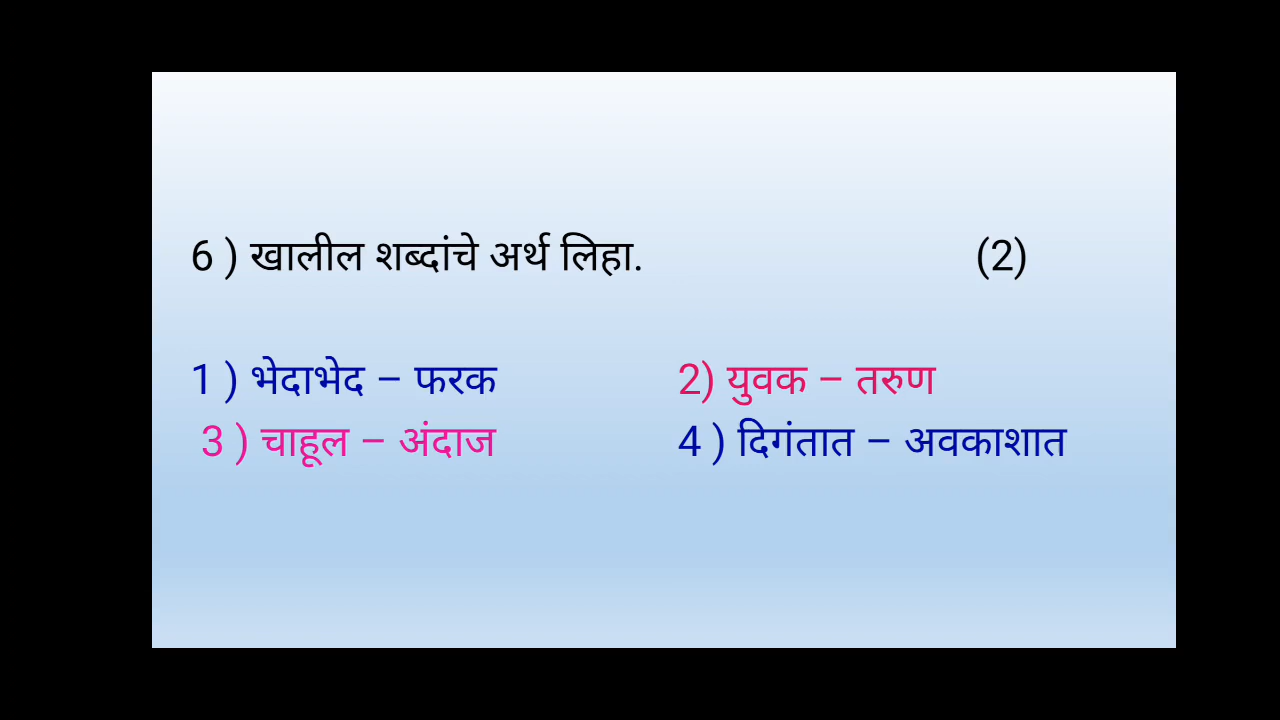 6 ) खालील शब्दांचे अर्थ लिहा. (2)
1 ) भेदाभेद – फरक 2) युवक – तरुण
3 ) चाहूल – अंदाज 4 ) दिगंतात – अवकाशात